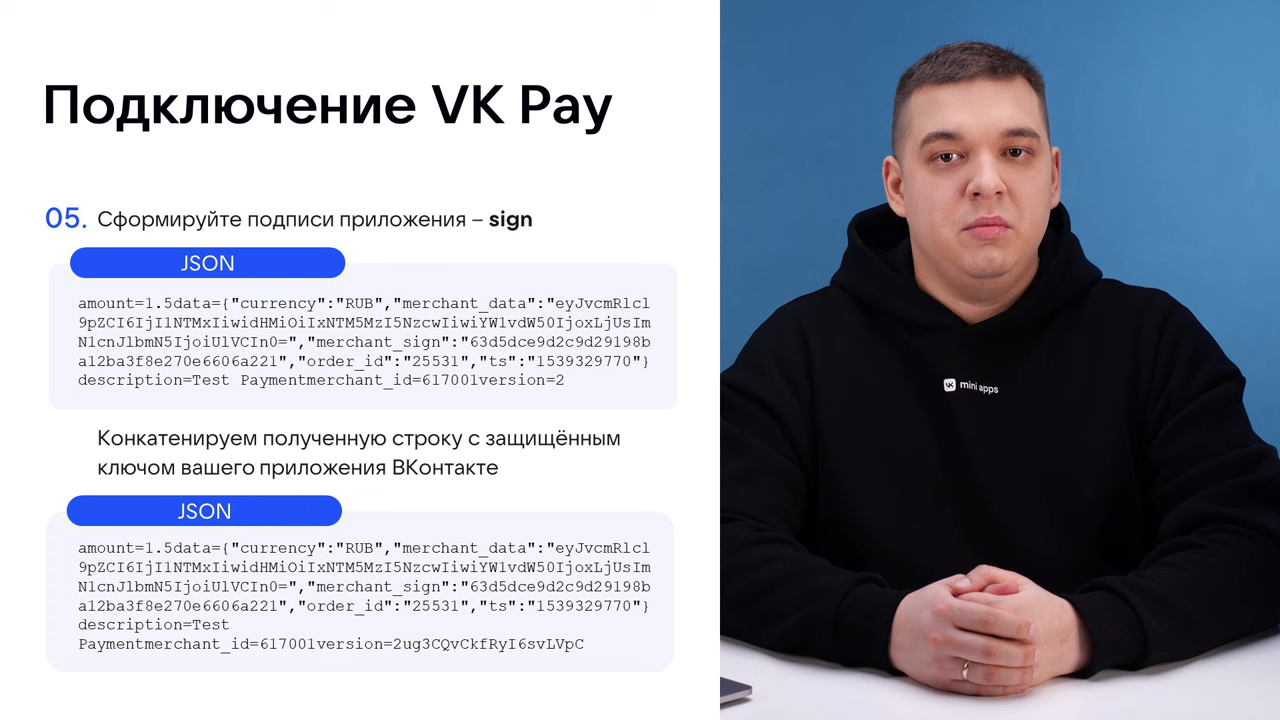 Подключение VK Pay
05. Сформируйте подписи приложения – sign
JSON
amount=1.5data={"currency":"RUB","merchant_data":"eyJvcmRlcl
9pZCI6IjI1NTMxIiwidHMiOiIxNTM5MzI5NzcwIiwiYW1vdW50IjoxLjUsIm
N1cnJlbmN5IjoiUlVCIn0=","merchant_sign":"63d5dce9d2c9d29198b
a12ba3f8e270e6606a221","order_id":"25531","ts":"1539329770"}
description=Test Paymentmerchant_id=617001version=2
Конкатенируем полученную строку с защищённым
ключом вашего приложения ВКонтакте
JSON
amount=1.5data={"currency":"RUB","merchant_data":"eyJvcmRlcl
9pZCI6IjI1NTMxIiwidHMiOiIxNTM5MzI5NzcwIiwiYW1vdW50IjoxLjUsIm
N1cnJlbmN5IjoiUlVCIn0=","merchant_sign":"63d5dce9d2c9d29198b
a12ba3f8e270e6606a221","order_id":"25531","ts":"1539329770"}
description=Test
Paymentmerchant_id=617001version=2ug3CQvCkfRyI6svLVpC
VK mini apps